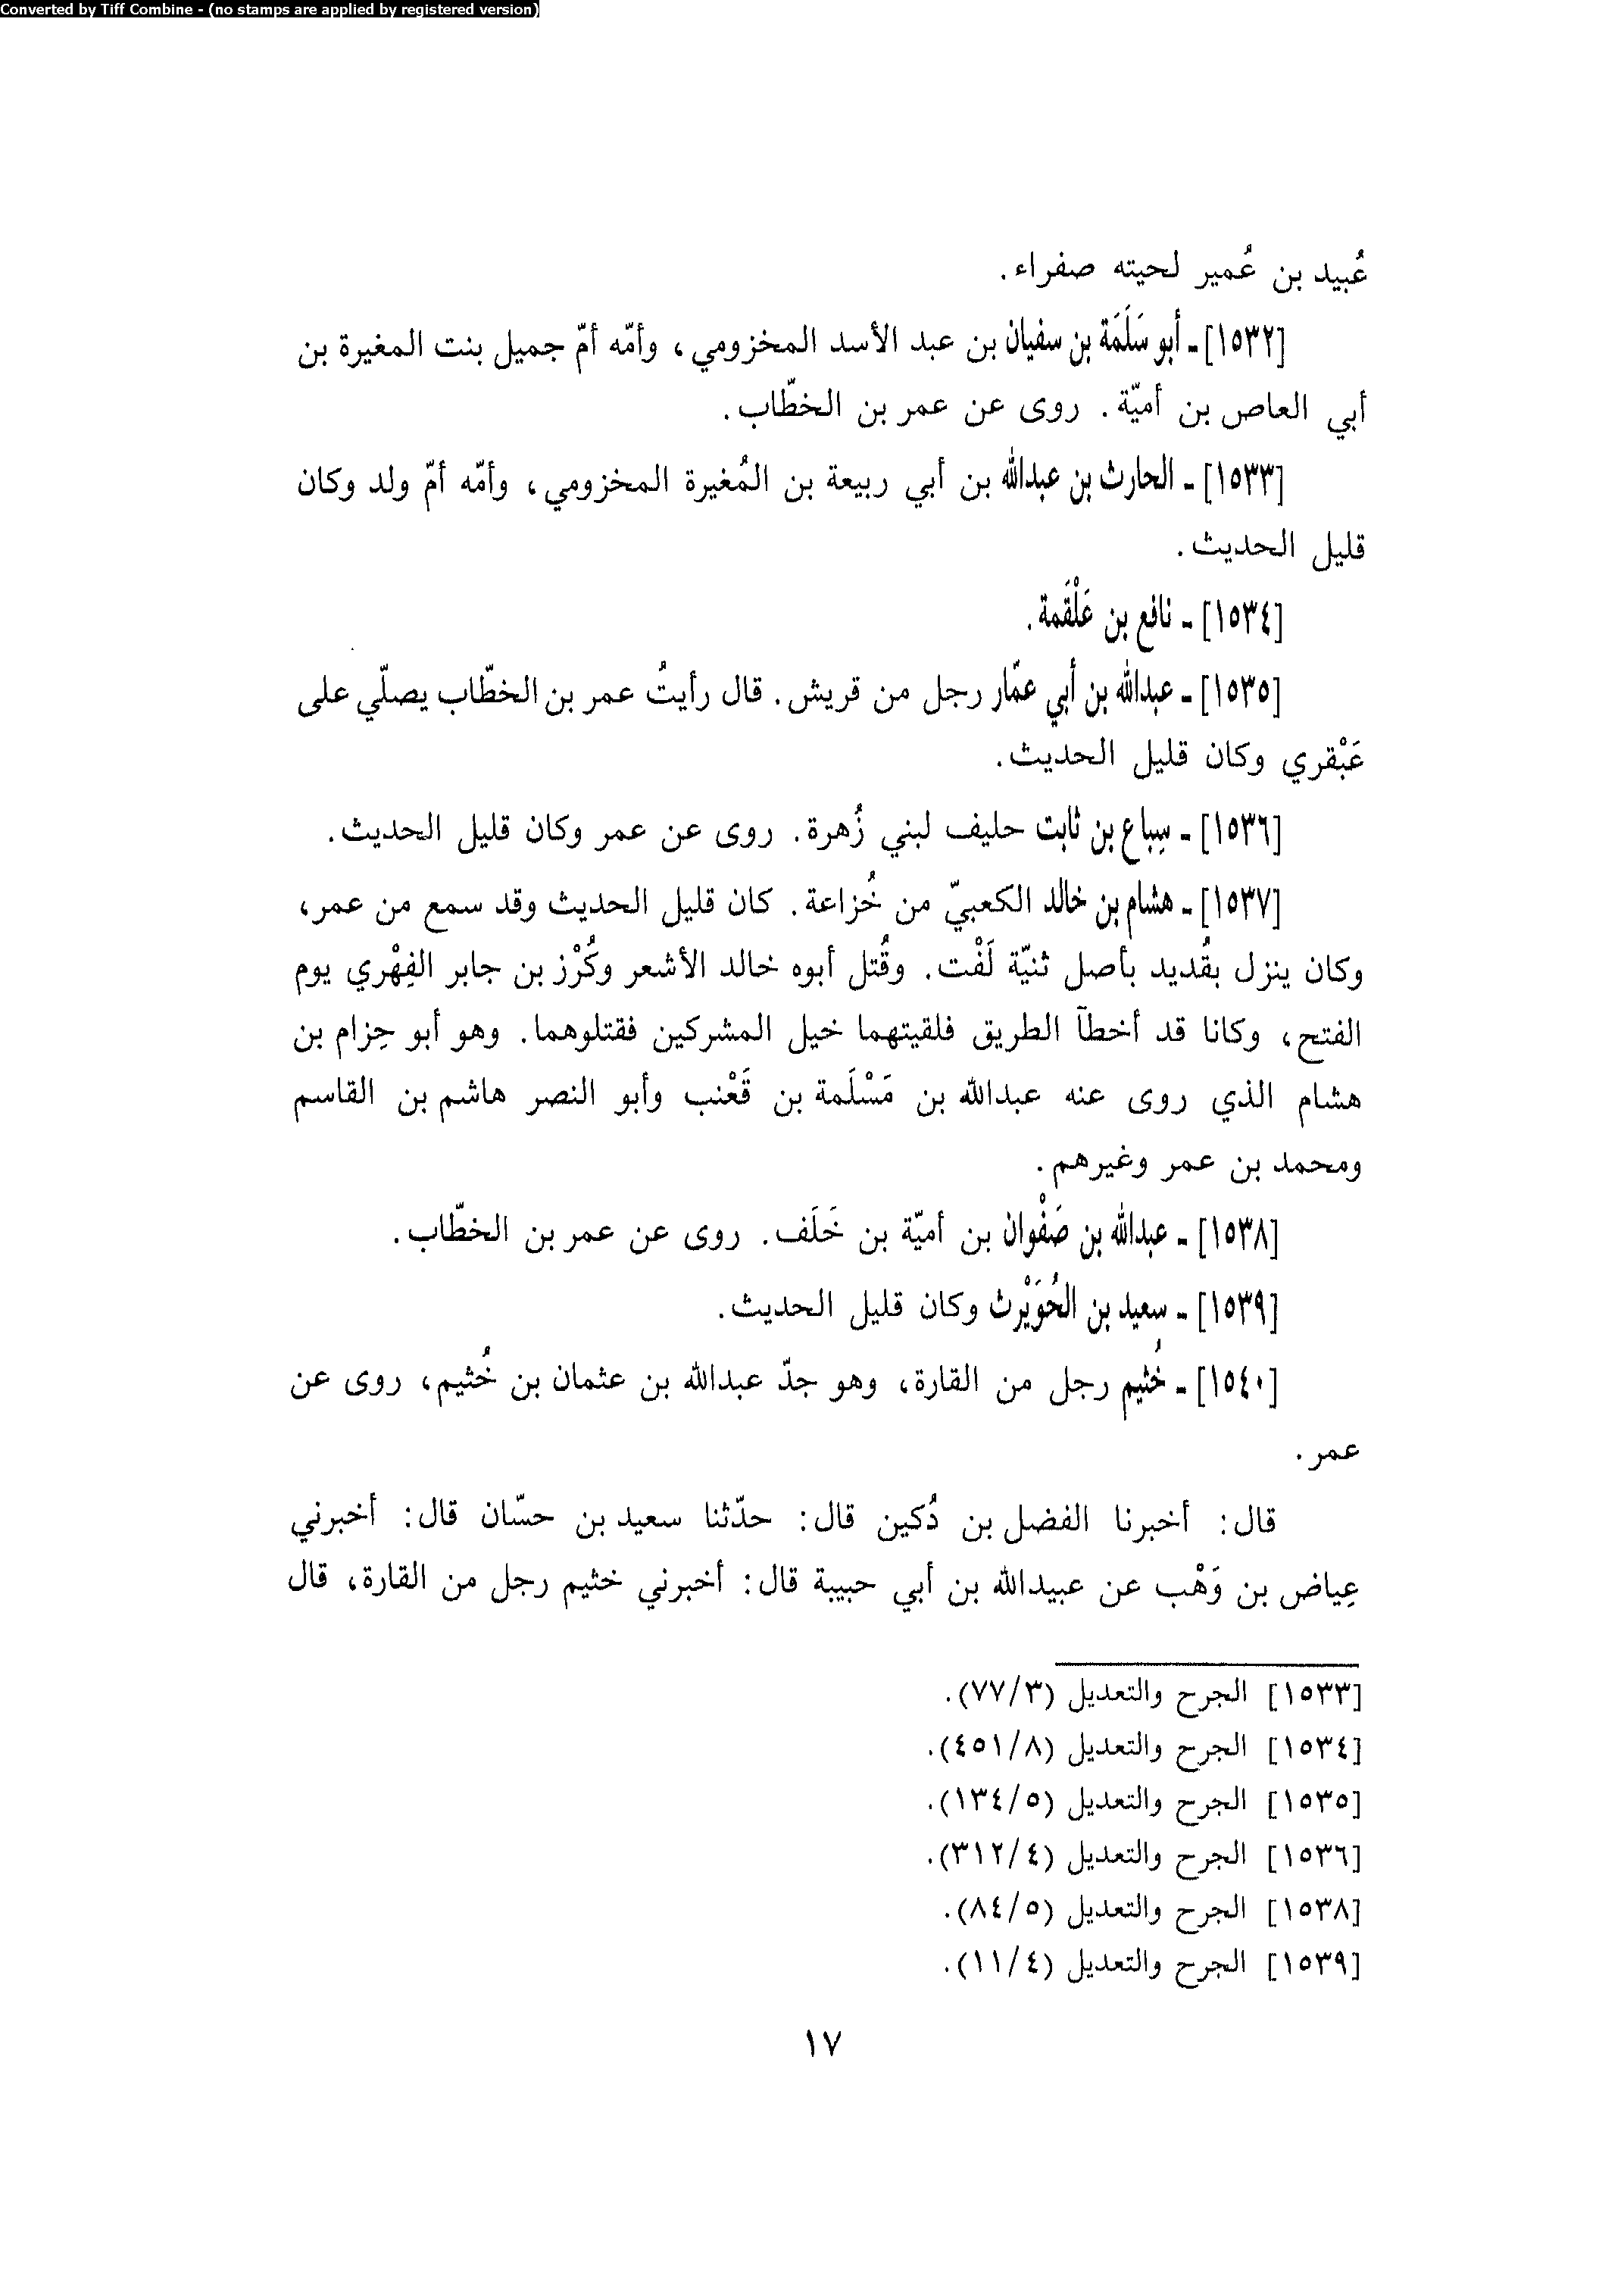 Converted by Tiff Combine - (no stamps are applied by registered version)
عُبيد بن عُمير لحيته صفراء.
[١٥٣٢] ـ أبو سَلَمَة بن سفيان بن عبد الأسد المخزومي، وأمّه أمّ جميل بنت المغيرة بن
أبي العاص بن أميّة. روى عن عمر بن الخطّاب.
[١٥٣٣] ـ الحارث بن عبدالله بن أبي ربيعة بن المُغيرة المخزومي، وأمّه أمّ ولد وكان
قليل الحديث.
[١٥٣٤] ـ نافع بن عَلْقَمة.
[١٥٣٥] ـ عبدالله بن أبي عمّار رجل من قريش. قال رأيتُ عمر بن الخطّاب يصلّي على
عَبْقري وكان قليل الحديث.
[١٥٣٦] ـ سِباع بن ثابت حليف لبني زُهرة. روى عن عمر وكان قليل الحديث.
[١٥٣٧] ـ هشام بن خالد الكعبيّ من خُزاعة. كان قليل الحديث وقد سمع من عمر،
وكان ينزل بقُديد بأصل ثنيّة لَفْت. وقُتل أبوه خالد الأشعر وكُرْز بن جابر الفِهْري يوم
الفتح، وكانا قد أخطآ الطريق فلقيتهما خيل المشركين فقتلوهما. وهو أبو حِزام بن
هشام الذي روى عنه عبدالله بن مَسْلَمة بن قَعْنب وأبو النصر هاشم بن القاسم
ومحمد بن عمر وغيرهم.
[١٥٣٨] ـ عبدالله بن صَفْوان بن أميّة بن خَلَف. روى عن عمر بن الخطّاب.
[١٥٣٩] ـ سعيد بن الحُوَيْرث وكان قليل الحديث.
[١٥٤٠] ـ خُثيم رجل من القارة، وهو جدّ عبدالله بن عثمان بن خُثيم، روى عن
عمر.
قال: أخبرنا الفضل بن دُكين قال: حدّثنا سعيد بن حسّان قال: أخبرني
عِياض بن وَهْب عن عبيدالله بن أبي حبيبة قال: أخبرني خثيم رجل من القارة، قال
[١٥٣٣] الجرح والتعديل (٧٧/٣).
[١٥٣٤] الجرح والتعديل (٤٥١/٨).
[١٥٣٥] الجرح والتعديل (١٣٤/٥).
[١٥٣٦] الجرح والتعديل (٣١٢/٤).
[١٥٣٨] الجرح والتعديل (٨٤/٥).
[١٥٣٩] الجرح والتعديل (١١/٤).
١٧